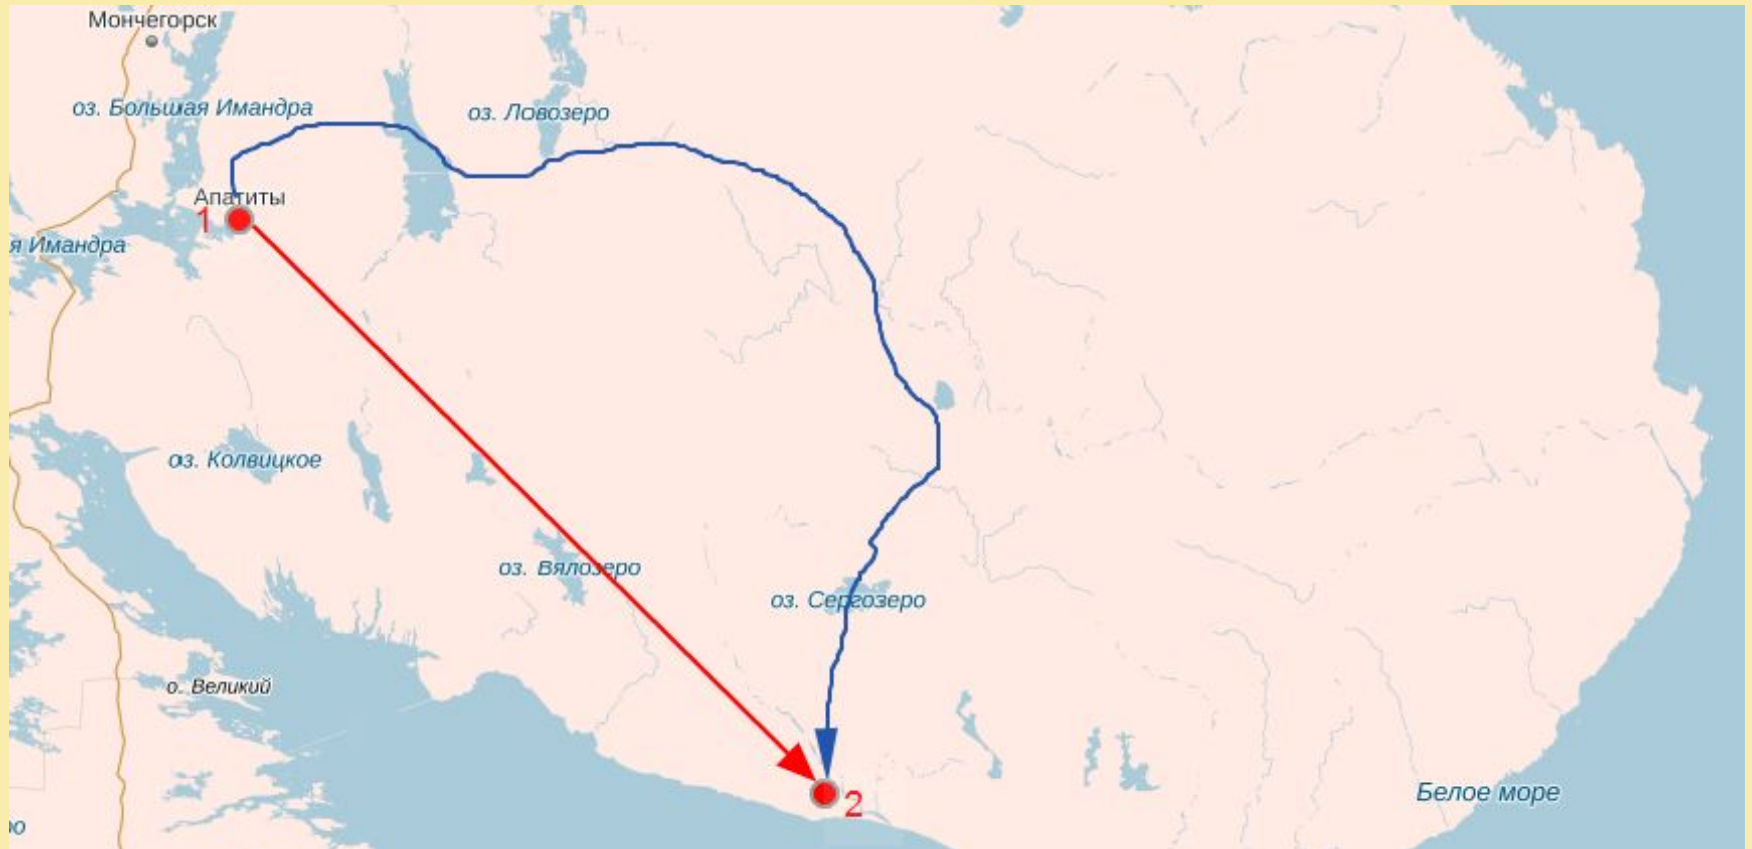 Мончегорск
оз. Большая Имандра
оз. Ловозеро
Апатиты
1
я Имандра
оз. Колвицкое
оз. Вялозеро
оз. Сергозеро
о. Великий
2
Белое море
ро